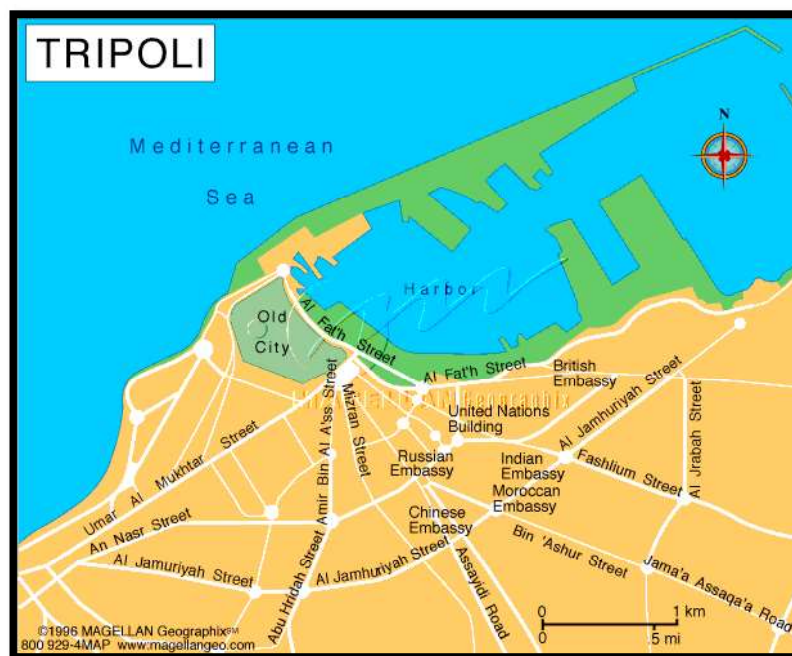 TRIPOLI
N
Mediterranean
Sea
Harbor
Old
City
Al Fat'h Street
Al Fat'h Street
British
Embassy
United Nations
Building
Al Jamhuriyah Street
Mizran Street
Amir Bin Al A'ss Street
Umar Al Mukhtar Street
Russian
Embassy
Indian
Embassy
Fashlium Street
Al Jrabah Street
Moroccan
Embassy
Chinese
Embassy
An Nasr Street
Al Jamuriyah Street
Abu Hridah Street
Al Jamhuriyah Street
Assayidi Road
Bin 'Ashur Street
Jama'a Assaqa'a Road
0 1 km
0 .5 mi
©1996 MAGELLAN Geographix℠
800 929-4MAP www.magellangeo.com